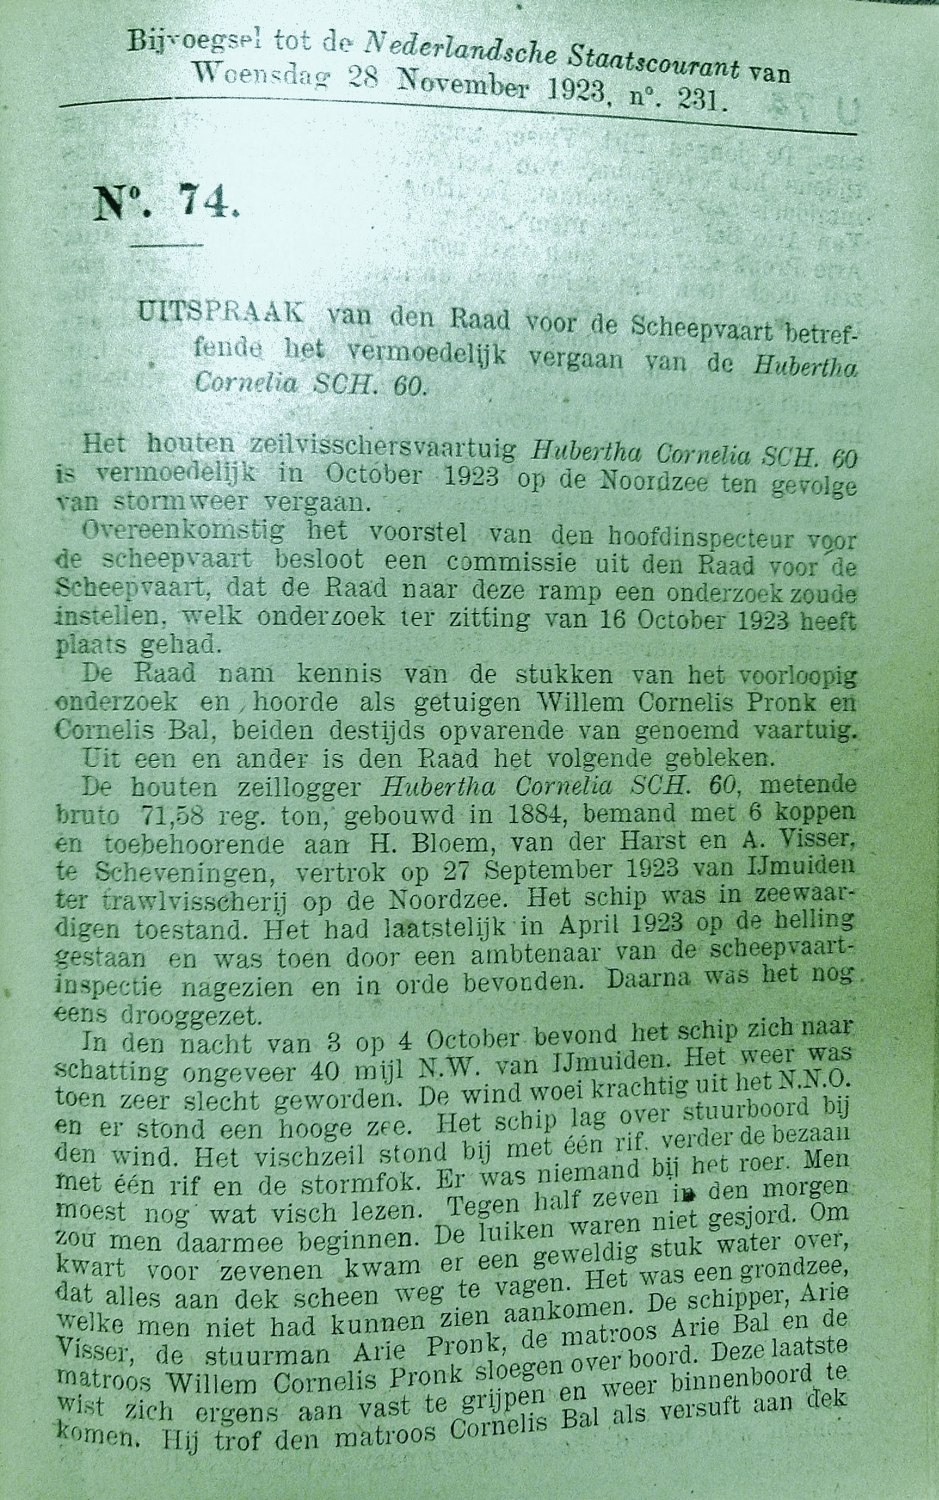 Bijvoegsel tot de Nederlandsche Staatscourant van
Woensdag 28 November 1923, n°. 231.
N°. 74.
UITSPRAAK van den Raad voor de Scheepvaart betref-
fende het vermoedelijk vergaan van de Hubertha
Cornelia SCH. 60.
Het houten zeilvisschersvaartuig Hubertha Cornelia SCH. 60
is vermoedelijk in October 1923 op de Noordzee ten gevolge
van stormweer vergaan.
Overeenkomstig het voorstel van den hoofdinspecteur voor
de scheepvaart besloot een commissie uit den Raad voor de
Scheepvaart, dat de Raad naar deze ramp een onderzoek zoude
instellen, welk onderzoek ter zitting van 16 October 1923 heeft
plaats gehad.
De Raad nam kennis van de stukken van het voorloopig
onderzoek en hoorde als getuigen Willem Cornelis Pronk en
Cornelis Bal, beiden destijds opvarende van genoemd vaartuig.
Uit een en ander is den Raad het volgende gebleken.
De houten zeillogger Hubertha Cornelia SCH. 60, metende
bruto 71,58 reg. ton, gebouwd in 1884, bemand met 6 koppen
en toebehoorende aan H. Bloem, van der Harst en A. Visser,
te Scheveningen, vertrok op 27 September 1923 van IJmuiden
ter trawlvisscherij op de Noordzee. Het schip was in zeewaar-
digen toestand. Het had laatstelijk in April 1923 op de helling
gestaan en was toen door een ambtenaar van de scheepvaart-
inspectie nagezien en in orde bevonden. Daarna was het nog
eens drooggezet.
In den nacht van 3 op 4 October bevond het schip zich naar
schatting ongeveer 40 mijl N.W. van IJmuiden. Het weer was
toen zeer slecht geworden. De wind woei krachtig uit het N.N.O.
en er stond een hooge zee. Het schip lag over stuurboord bij
den wind. Het vischzeil stond bij met één rif, verder de bezaan
met één rif en de stormfok. Er was niemand bij het roer. Men
moest nog wat visch lezen. Tegen half zeven in den morgen
zou men daarmee beginnen. De luiken waren niet gesjord. Om
kwart voor zevenen kwam er een geweldig stuk water over,
dat alles aan dek scheen weg te vagen. Het was een grondzee,
welke men niet had kunnen zien aankomen. De schipper, Arie
Visser, de stuurman Arie Pronk, de matroos Arie Bal en de
matroos Willem Cornelis Pronk sloegen over boord. Deze laatste
wist zich ergens aan vast te grijpen en weer binnenboord te
komen. Hij trof den matroos Cornelis Bal als versuft aan dek